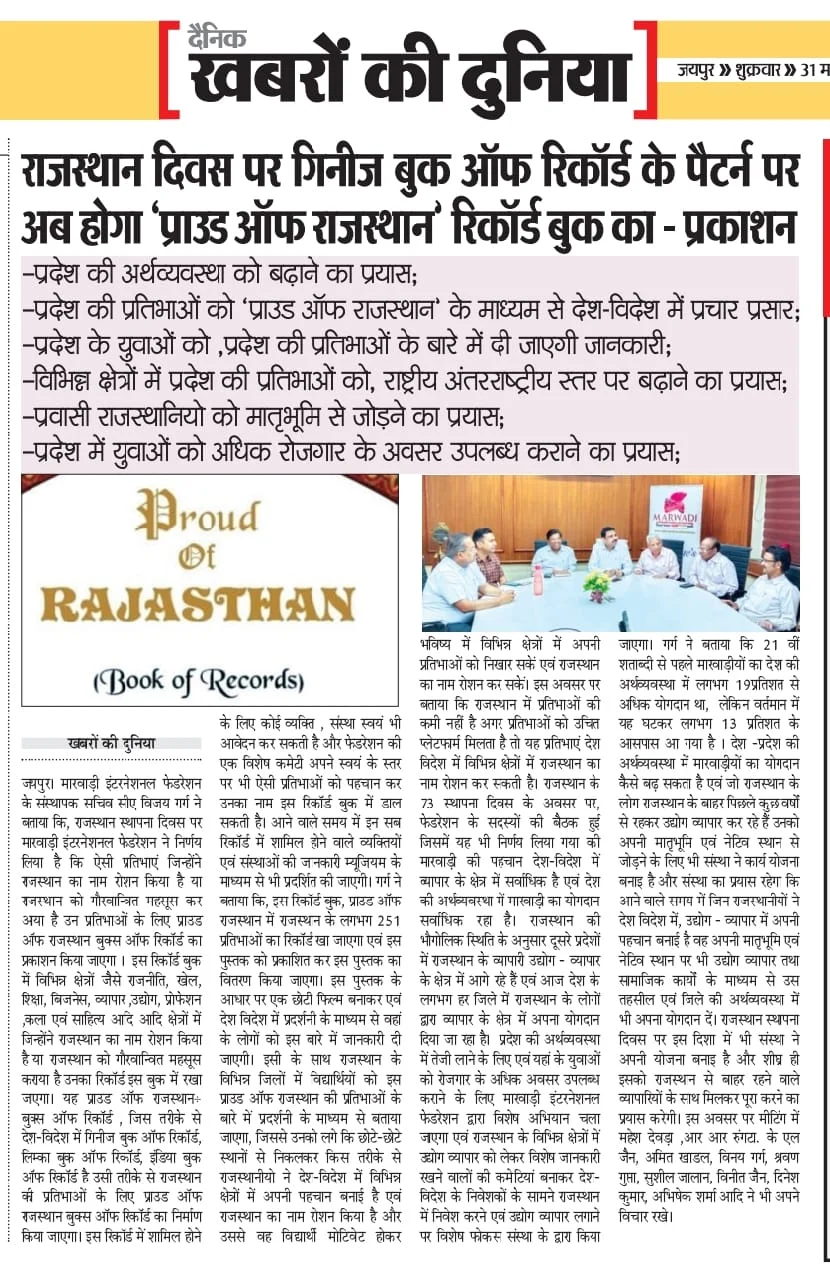 दैनिक
खबरों की दुनिया
जयपुर » शुक्रवार » 31 म
राजस्थान दिवस पर गिनीज बुक ऑफ रिकॉर्ड के पैटर्न पर
अब होगा ‘प्राउड ऑफ राजस्थान’ रिकॉर्ड बुक का - प्रकाशन
–प्रदेश की अर्थव्यवस्था को बढ़ाने का प्रयास;
–प्रदेश की प्रतिभाओं को ‘प्राउड ऑफ राजस्थान’ के माध्यम से देश-विदेश में प्रचार प्रसार;
–प्रदेश के युवाओं को ,प्रदेश की प्रतिभाओं के बारे में दी जाएगी जानकारी;
–विभिन्न क्षेत्रों में प्रदेश की प्रतिभाओं को, राष्ट्रीय अंतरराष्ट्रीय स्तर पर बढ़ाने का प्रयास;
–प्रवासी राजस्थानियो को मातृभूमि से जोड़ने का प्रयास;
–प्रदेश में युवाओं को अधिक रोजगार के अवसर उपलब्ध कराने का प्रयास;
Proud
Of
RAJASTHAN
(Book of Records)
MARWADI
खबरों की दुनिया
जयपुर। मारवाड़ी इंटरनेशनल फेडरेशन
के संस्थापक सचिव सीए विजय गर्ग ने
बताया कि, राजस्थान स्थापना दिवस पर
मारवाड़ी इंटरनेशनल फेडरेशन ने निर्णय
लिया है कि ऐसी प्रतिभाएं जिन्होंने
राजस्थान का नाम रोशन किया है या
राजस्थान को गौरवान्वित महसूस कर
अया है उन प्रतिभाओं के लिए प्राउड
ऑफ राजस्थान बुक्स ऑफ रिकॉर्ड का
प्रकाशन किया जाएगा । इस रिकॉर्ड बुक
में विभिन्न क्षेत्रों जैसे राजनीति, खेल,
शिक्षा, बिजनेस, व्यापार ,उद्योग, प्रोफेशन
,कला एवं साहित्य आदि आदि क्षेत्रों में
जिन्होंने राजस्थान का नाम रोशन किया
है या राजस्थान को गौरवान्वित महसूस
कराया है उनका रिकॉर्ड इस बुक में रखा
जएगा। यह प्राउड ऑफ राजस्थान÷
बुक्स ऑफ रिकॉर्ड , जिस तरीके से
देश-विदेश में गिनीज बुक ऑफ रिकॉर्ड,
लिम्का बुक ऑफ रिकॉर्ड, इंडिया बुक
ऑफ रिकॉर्ड है उसी तरीके से राजस्थान
की प्रतिभाओं के लिए प्राउड ऑफ
राजस्थान बुक्स ऑफ रिकॉर्ड का निर्माण
किया जाएगा। इस रिकॉर्ड में शामिल होने
के लिए कोई व्यक्ति , संस्था स्वयं भी
आवेदन कर सकती है और फेडरेशन की
एक विशेष कमेटी अपने स्वयं के स्तर
पर भी ऐसी प्रतिभाओं को पहचान कर
उनका नाम इस रिकॉर्ड बुक में डाल
सकती है। आने वाले समय में इन सब
रिकॉर्ड में शामिल होने वाले व्यक्तियों
एवं संस्थाओं की जानकारी म्यूजियम के
माध्यम से भी प्रदर्शित की जाएगी। गर्ग ने
बताया कि, इस रिकॉर्ड बुक, प्राउड ऑफ
राजस्थान में राजस्थन के लगभग 251
प्रतिभाओं का रिकॉर्ड खा जाएगा एवं इस
पुस्तक को प्रकाशित कर इस पुस्तक का
वितरण किया जाएगा। इस पुस्तक के
आधार पर एक छोटी फिल्म बनाकर एवं
देश विदेश में प्रदर्शनी के माध्यम से वहां
के लोगों को इस बारे में जानकारी दी
जाएगी। इसी के साथ राजस्थान के
विभिन्न जिलों में विद्यार्थियों को इस
प्राउड ऑफ राजस्थान की प्रतिभाओं के
बारे में प्रदर्शनी के माध्यम से बताया
जाएगा, जिससे उनको लगे कि छोटे-छोटे
स्थानों से निकलकर किस तरीके से
राजस्थानीयो ने देश-विदेश में विभिन्न
क्षेत्रों में अपनी पहचान बनाई है एवं
राजस्थान का नाम रोशन किया है और
उससे वह विद्यार्थी मोटिवेट होकर
भविष्य में विभिन्न क्षेत्रों में अपनी
प्रतिभाओं को निखार सकें एवं राजस्थान
का नाम रोशन कर सकें। इस अवसर पर
बताया कि राजस्थान में प्रतिभाओं की
कमी नहीं है अगर प्रतिभाओं को उचित
प्लेटफार्म मिलता है तो यह प्रतिभाएं देश
विदेश में विभिन्न क्षेत्रों में राजस्थान का
नाम रोशन कर सकती है। राजस्थान के
73 स्थापना दिवस के अवसर पर,
फेडरेशन के सदस्यों की बैठक हुई
जिसमें यह भी निर्णय लिया गया की
मारवाड़ी की पहचान देश-विदेश में
व्यापार के क्षेत्र में सर्वाधिक है एवं देश
की अर्थव्यवस्था में मारवाड़ी का योगदान
सर्वाधिक रहा है। राजस्थान की
भौगोलिक स्थिति के अनुसार दूसरे प्रदेशों
में राजस्थान के व्यापारी उद्योग - व्यापार
के क्षेत्र में आगे रहे हैं एवं आज देश के
लगभग हर जिले में राजस्थान के लोगों
द्वारा व्यापार के क्षेत्र में अपना योगदान
दिया जा रहा है। प्रदेश की अर्थव्यवस्था
में तेजी लाने के लिए एवं यहां के युवाओं
को रोजगार के अधिक अवसर उपलब्ध
कराने के लिए मारवाड़ी इंटरनेशनल
फेडरेशन द्वारा विशेष अभियान चला
जाएगा एवं राजस्थान के विभिन्न क्षेत्रों में
उद्योग व्यापार को लेकर विशेष जानकारी
रखने वालों की कमेटियां बनाकर देश-
विदेश के निवेशकों के सामने राजस्थान
में निवेश करने एवं उद्योग व्यापार लगाने
पर विशेष फोकस संस्था के द्वारा किया
जाएगा। गर्ग ने बताया कि 21 वीं
शताब्दी से पहले मारवाड़ीयों का देश की
अर्थव्यवस्था में लगभग 19प्रतिशत से
अधिक योगदान था, लेकिन वर्तमान में
यह घटकर लगभग 13 प्रतिशत के
आसपास आ गया है । देश -प्रदेश की
अर्थव्यवस्था में मारवाड़ीयों का योगदान
कैसे बढ़ सकता है एवं जो राजस्थान के
लोग राजस्थान के बाहर पिछले कुछ वर्षों
से रहकर उद्योग व्यापार कर रहे हैं उनको
अपनी मातृभूमि एवं नेटिव स्थान से
जोड़ने के लिए भी संस्था ने कार्य योजना
बनाइ है और संस्था का प्रयास रहेगा कि
आने वाले समय में जिन राजस्थानीयों ने
देश विदेश में, उद्योग - व्यापार में अपनी
पहचान बनाई है वह अपनी मातृभूमि एवं
नेटिव स्थान पर भी उद्योग व्यापार तथा
सामाजिक कार्यों के माध्यम से उस
तहसील एवं जिले की अर्थव्यवस्था में
भी अपना योगदान दें। राजस्थान स्थापना
दिवस पर इस दिशा में भी संस्था ने
अपनी योजना बनाइ है और शीघ्र ही
इसको राजस्थान से बाहर रहने वाले
व्यापारियों के साथ मिलकर पूरा करने का
प्रयास करेगी। इस अवसर पर मीटिंग में
महेश देवड़ा ,आर आर रुंगटा. के एल
जैन, अमित खाडल, विनय गर्ग, श्रवण
गुप्ता, सुशील जालान, विनीत जैन, दिनेश
कुमार, अभिषेक शर्मा आदि ने भी अपने
विचार रखे।